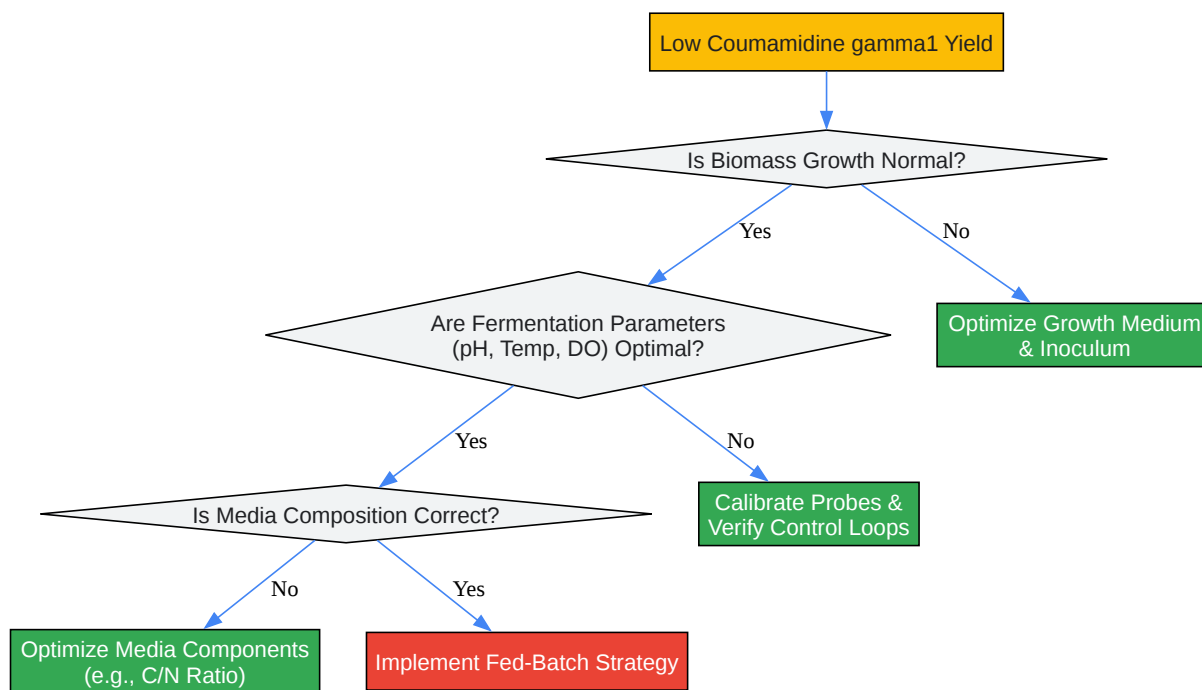 Low Coumamidine gamma1 Yield
Is Biomass Growth Normal?
Yes
No
Are Fermentation Parameters
(pH, Temp, DO) Optimal?
Optimize Growth Medium
& Inoculum
Yes
No
Is Media Composition Correct?
Calibrate Probes &
Verify Control Loops
No
Yes
Optimize Media Components
(e.g., C/N Ratio)
Implement Fed-Batch Strategy